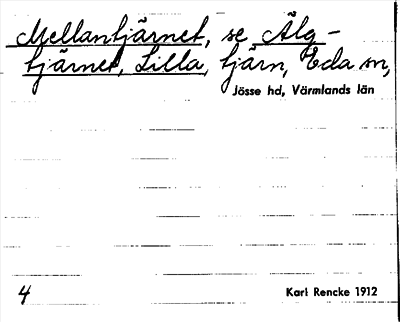 Mellantjärnet, se Älg-
tjärnet, Lilla, tjärn, Eda sn,
Jösse hd, Värmlands län
4
Karl Rencke 1912